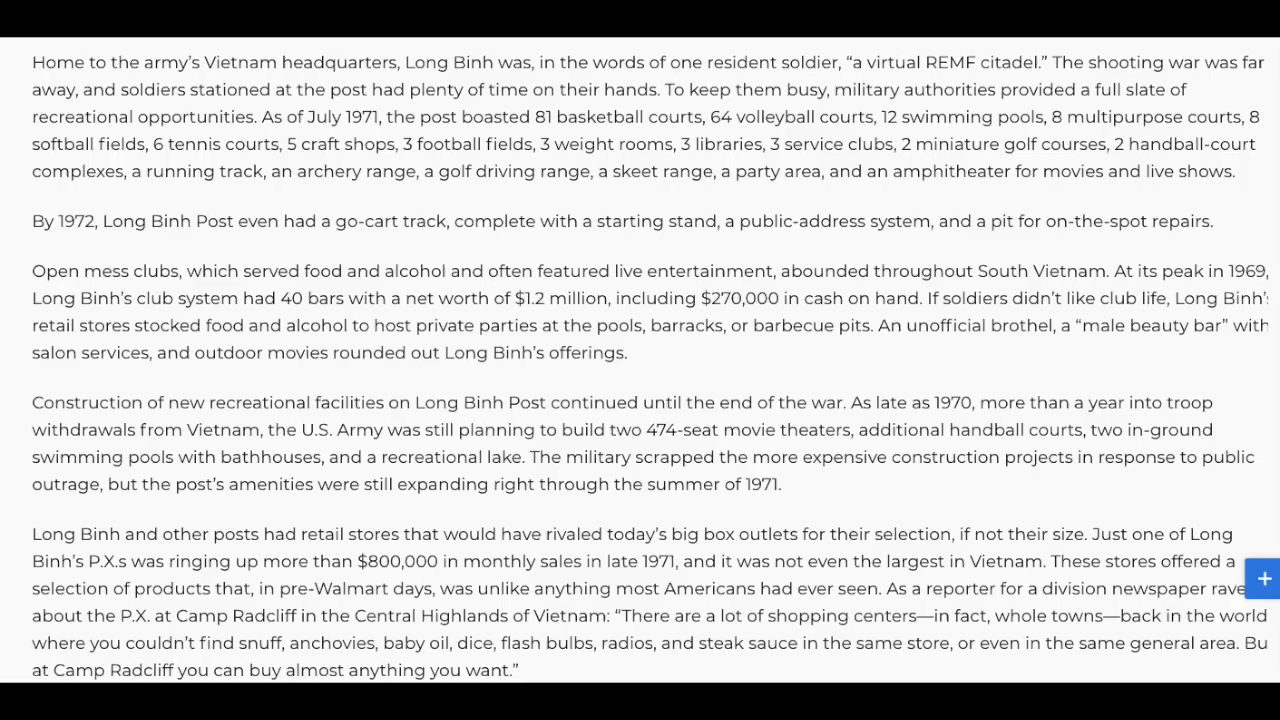 Home to the army’s Vietnam headquarters, Long Binh was, in the words of one resident soldier, “a virtual REMF citadel.” The shooting war was far
away, and soldiers stationed at the post had plenty of time on their hands. To keep them busy, military authorities provided a full slate of
recreational opportunities. As of July 1971, the post boasted 81 basketball courts, 64 volleyball courts, 12 swimming pools, 8 multipurpose courts, 8
softball fields, 6 tennis courts, 5 craft shops, 3 football fields, 3 weight rooms, 3 libraries, 3 service clubs, 2 miniature golf courses, 2 handball-court
complexes, a running track, an archery range, a golf driving range, a skeet range, a party area, and an amphitheater for movies and live shows.
By 1972, Long Binh Post even had a go-cart track, complete with a starting stand, a public-address system, and a pit for on-the-spot repairs.
Open mess clubs, which served food and alcohol and often featured live entertainment, abounded throughout South Vietnam. At its peak in 1969,
Long Binh’s club system had 40 bars with a net worth of $1.2 million, including $270,000 in cash on hand. If soldiers didn’t like club life, Long Binh’s
retail stores stocked food and alcohol to host private parties at the pools, barracks, or barbecue pits. An unofficial brothel, a “male beauty bar” with
salon services, and outdoor movies rounded out Long Binh’s offerings.
Construction of new recreational facilities on Long Binh Post continued until the end of the war. As late as 1970, more than a year into troop
withdrawals from Vietnam, the U.S. Army was still planning to build two 474-seat movie theaters, additional handball courts, two in-ground
swimming pools with bathhouses, and a recreational lake. The military scrapped the more expensive construction projects in response to public
outrage, but the post’s amenities were still expanding right through the summer of 1971.
Long Binh and other posts had retail stores that would have rivaled today’s big box outlets for their selection, if not their size. Just one of Long
Binh’s P.X.s was ringing up more than $800,000 in monthly sales in late 1971, and it was not even the largest in Vietnam. These stores offered a
selection of products that, in pre-Walmart days, was unlike anything most Americans had ever seen. As a reporter for a division newspaper rave
about the P.X. at Camp Radcliff in the Central Highlands of Vietnam: “There are a lot of shopping centers—in fact, whole towns—back in the world
where you couldn’t find snuff, anchovies, baby oil, dice, flash bulbs, radios, and steak sauce in the same store, or even in the same general area. Bu
at Camp Radcliff you can buy almost anything you want.”